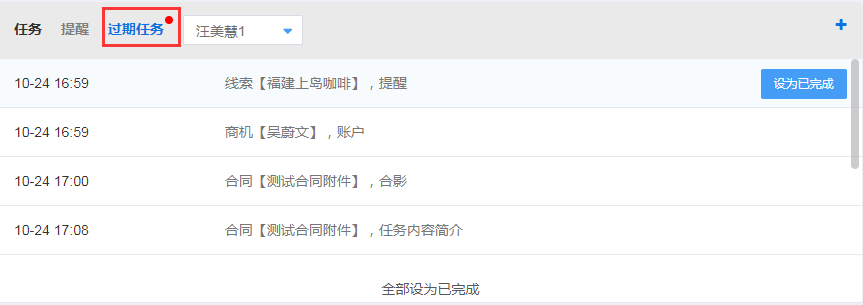 任务 提醒 过期任务 汪美慧1 +
10-24 16:59 线索【福建上岛咖啡】，提醒 设为已完成
10-24 16:59 商机【吴蔚文】，账户
10-24 17:00 合同【测试合同附件】，合影
10-24 17:08 合同【测试合同附件】，任务内容简介
全部设为已完成